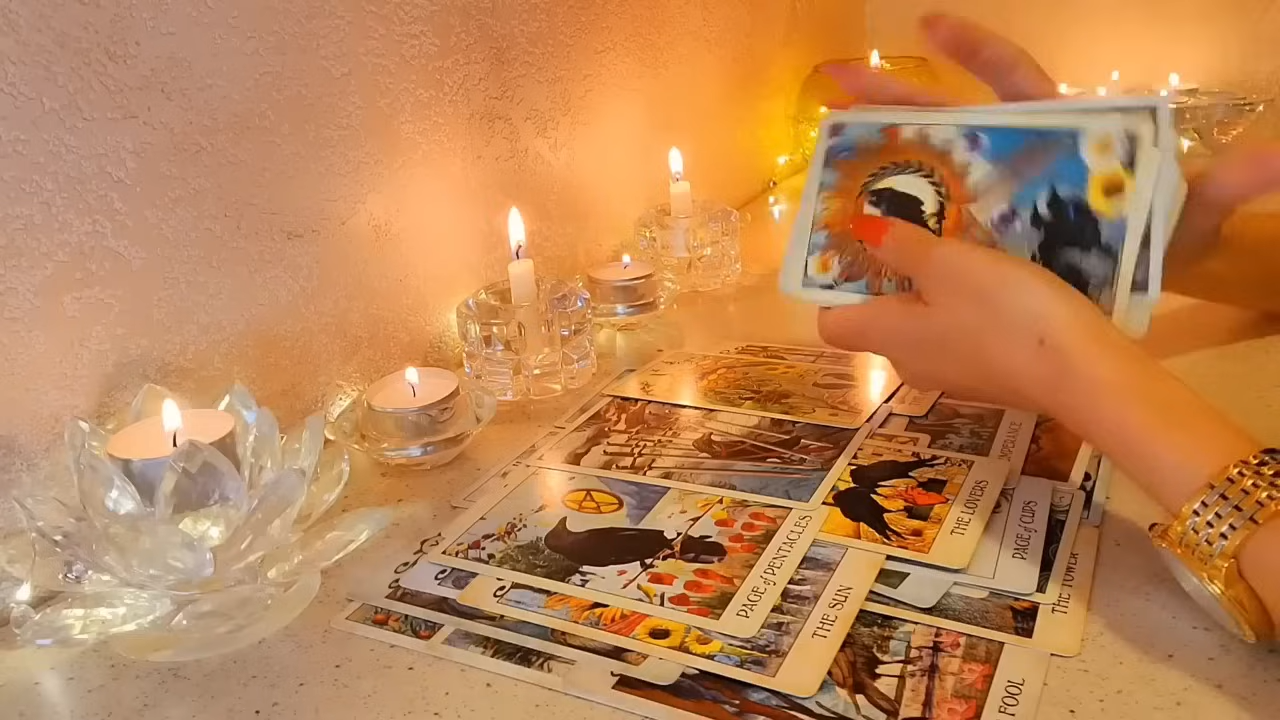 PAGE of PENTACLES
THE LOVERS
PAGE of CUPS
THE SUN
THE TOWER
FOOL